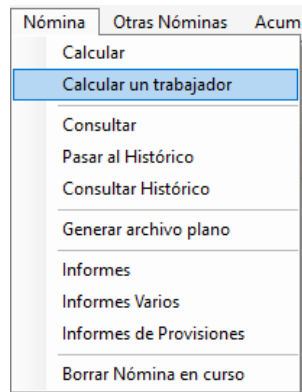 Nómina Otras Nóminas Acum
Calcular
Calcular un trabajador
Consultar
Pasar al Histórico
Consultar Histórico
Generar archivo plano
Informes
Informes Varios
Informes de Provisiones
Borrar Nómina en curso